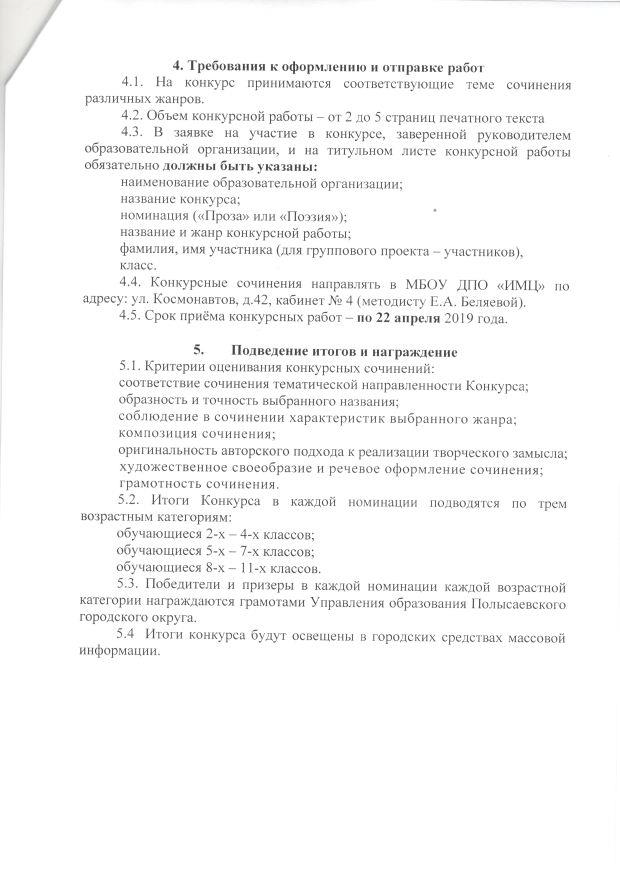 4. Требования к оформлению и отправке работ
4.1. На конкурс принимаются соответствующие теме сочинения
различных жанров.
4.2. Объем конкурсной работы – от 2 до 5 страниц печатного текста
4.3. В заявке на участие в конкурсе, заверенной руководителем
образовательной организации, и на титульном листе конкурсной работы
обязательно должны быть указаны:
наименование образовательной организации;
название конкурса;
номинация («Проза» или «Поэзия»);
название и жанр конкурсной работы;
фамилия, имя участника (для группового проекта – участников),
класс.
4.4. Конкурсные сочинения направлять в МБОУ ДПО «ИМЦ» по
адресу: ул. Космонавтов, д.42, кабинет № 4 (методисту Е.А. Беляевой).
4.5. Срок приёма конкурсных работ – по 22 апреля 2019 года.
5. Подведение итогов и награждение
5.1. Критерии оценивания конкурсных сочинений:
соответствие сочинения тематической направленности Конкурса;
образность и точность выбранного названия;
соблюдение в сочинении характеристик выбранного жанра;
композиция сочинения;
оригинальность авторского подхода к реализации творческого замысла;
художественное своеобразие и речевое оформление сочинения;
грамотность сочинения.
5.2. Итоги Конкурса в каждой номинации подводятся по трем
возрастным категориям:
обучающиеся 2-х – 4-х классов;
обучающиеся 5-х – 7-х классов;
обучающиеся 8-х – 11-х классов.
5.3. Победители и призеры в каждой номинации каждой возрастной
категории награждаются грамотами Управления образования Полысаевского
городского округа.
5.4 Итоги конкурса будут освещены в городских средствах массовой
информации.